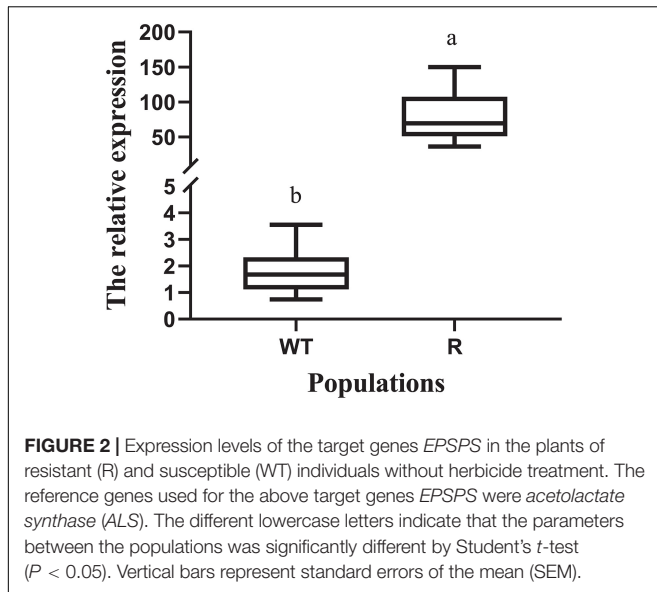 200
150
100
50
5
4
3
2
1
0
The relative expression
a
b
WT
R
Populations
FIGURE 2 | Expression levels of the target genes EPSPS in the plants of
resistant (R) and susceptible (WT) individuals without herbicide treatment. The
reference genes used for the above target genes EPSPS were acetolactate
synthase (ALS). The different lowercase letters indicate that the parameters
between the populations was significantly different by Student's t-test
(P < 0.05). Vertical bars represent standard errors of the mean (SEM).